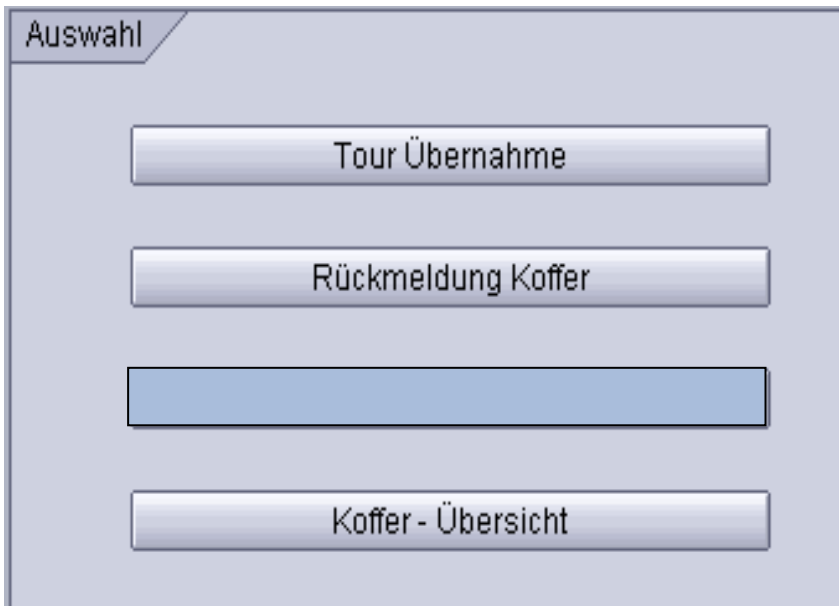 Auswahl
Tour Übernahme
Rückmeldung Koffer
Koffer - Übersicht